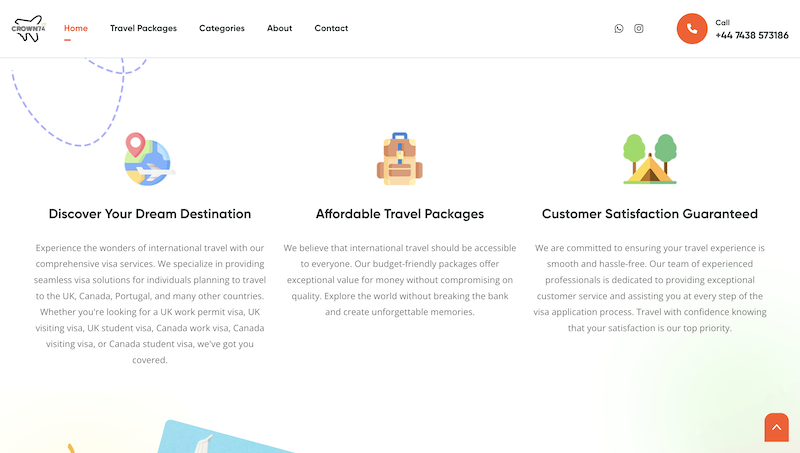 CROWN74
Home
Travel Packages
Categories
About
Contact
Call
+44 7438 573186
Discover Your Dream Destination
Experience the wonders of international travel with our
comprehensive visa services. We specialize in providing
seamless visa solutions for individuals planning to travel
to the UK, Canada, Portugal, and many other countries.
Whether you're looking for a UK work permit visa, UK
visiting visa, UK student visa, Canada work visa, Canada
visiting visa, or Canada student visa, we've got you
covered.
Affordable Travel Packages
We believe that international travel should be accessible
to everyone. Our budget-friendly packages offer
exceptional value for money without compromising on
quality. Explore the world without breaking the bank
and create unforgettable memories.
Customer Satisfaction Guaranteed
We are committed to ensuring your travel experience is
smooth and hassle-free. Our team of experienced
professionals is dedicated to providing exceptional
customer service and assisting you at every step of the
visa application process. Travel with confidence knowing
that your satisfaction is our top priority.